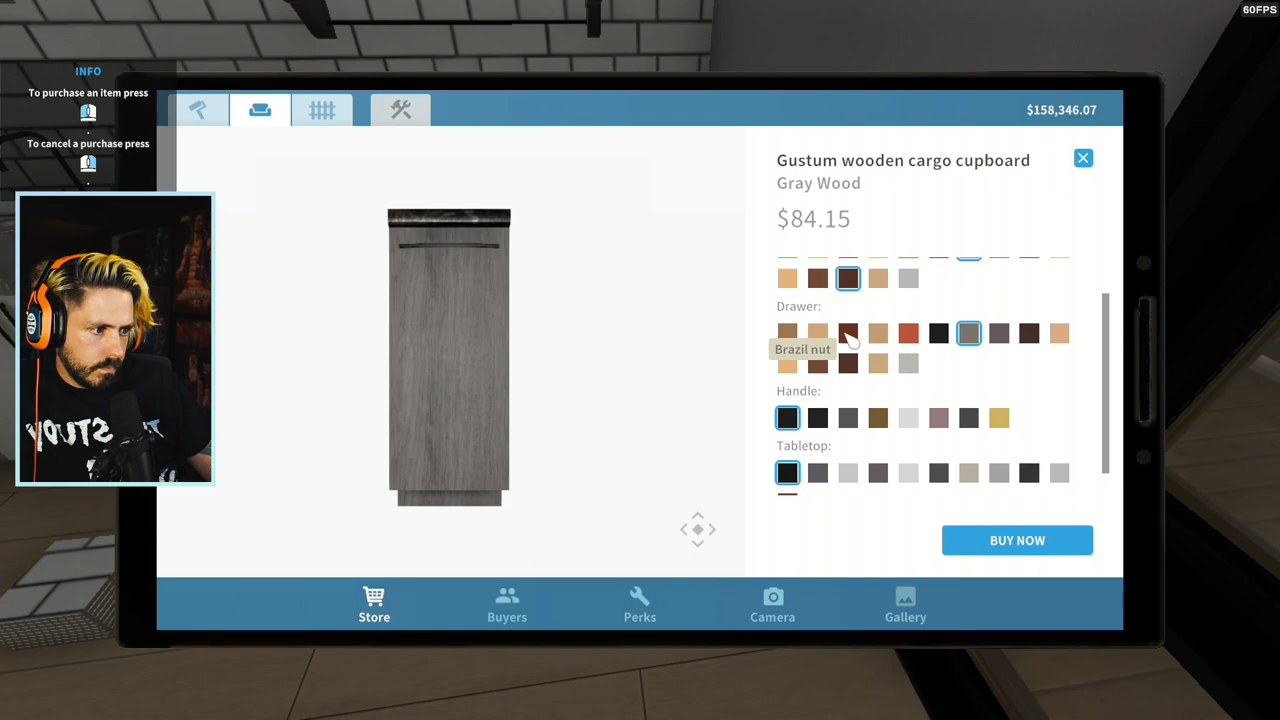 60FPS
INFO
To purchase an item press
To cancel a purchase press
$158,346.07
Gustum wooden cargo cupboard
Gray Wood
$84.15
Drawer:
Brazil nut
Handle:
Tabletop:
BUY NOW
Store
Buyers
Perks
Camera
Gallery